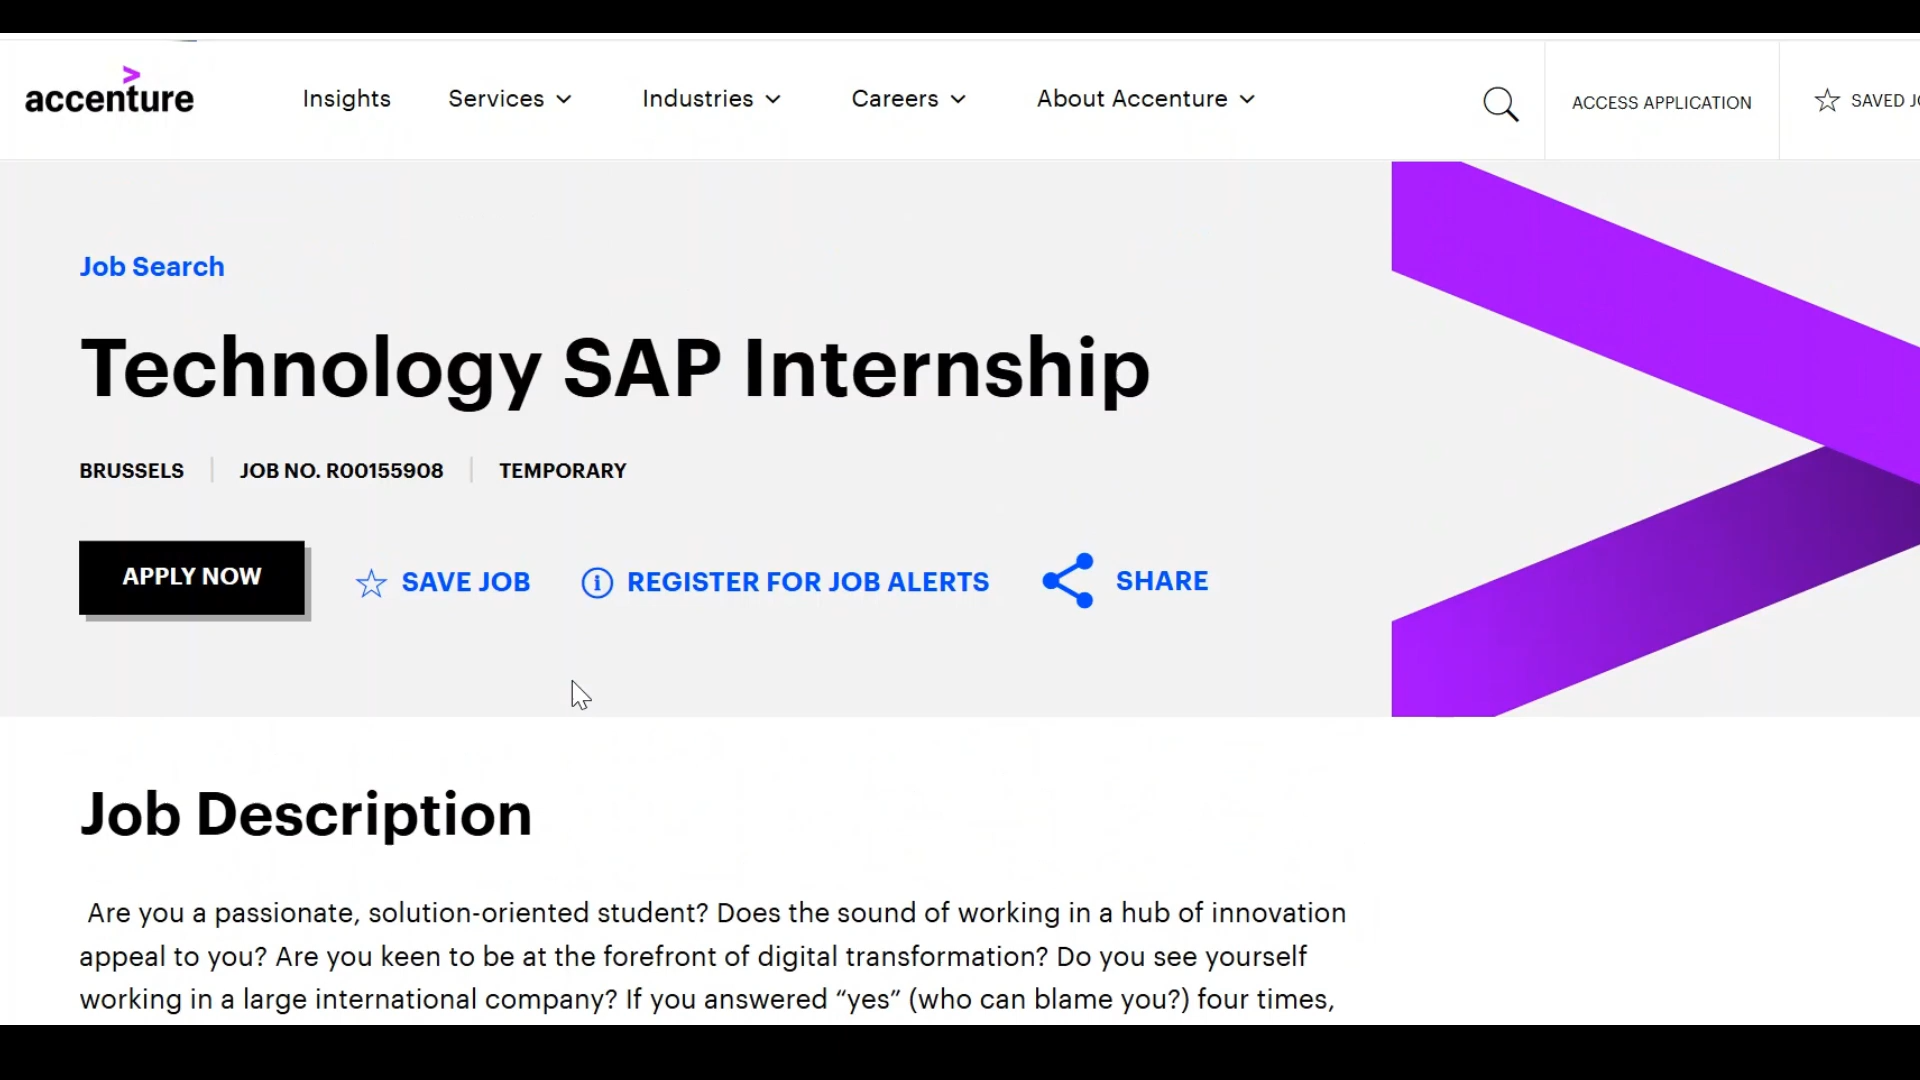 accenture
Insights Services Industries Careers About Accenture ACCESS APPLICATION SAVED
Job Search
Technology SAP Internship
BRUSSELS JOB NO. R00155908 TEMPORARY
APPLY NOW SAVE JOB REGISTER FOR JOB ALERTS SHARE
Job Description
Are you a passionate, solution-oriented student? Does the sound of working in a hub of innovation
appeal to you? Are you keen to be at the forefront of digital transformation? Do you see yourself
working in a large international company? If you answered “yes” (who can blame you?) four times,